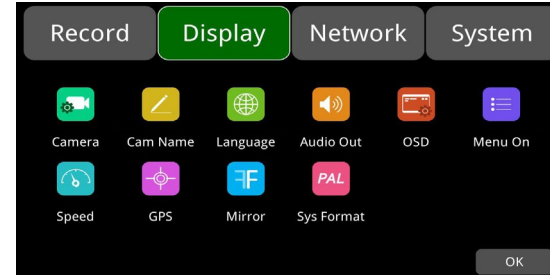 Record Display Network System
Camera Cam Name Language Audio Out OSD Menu On
PAL
Speed GPS Mirror Sys Format
OK